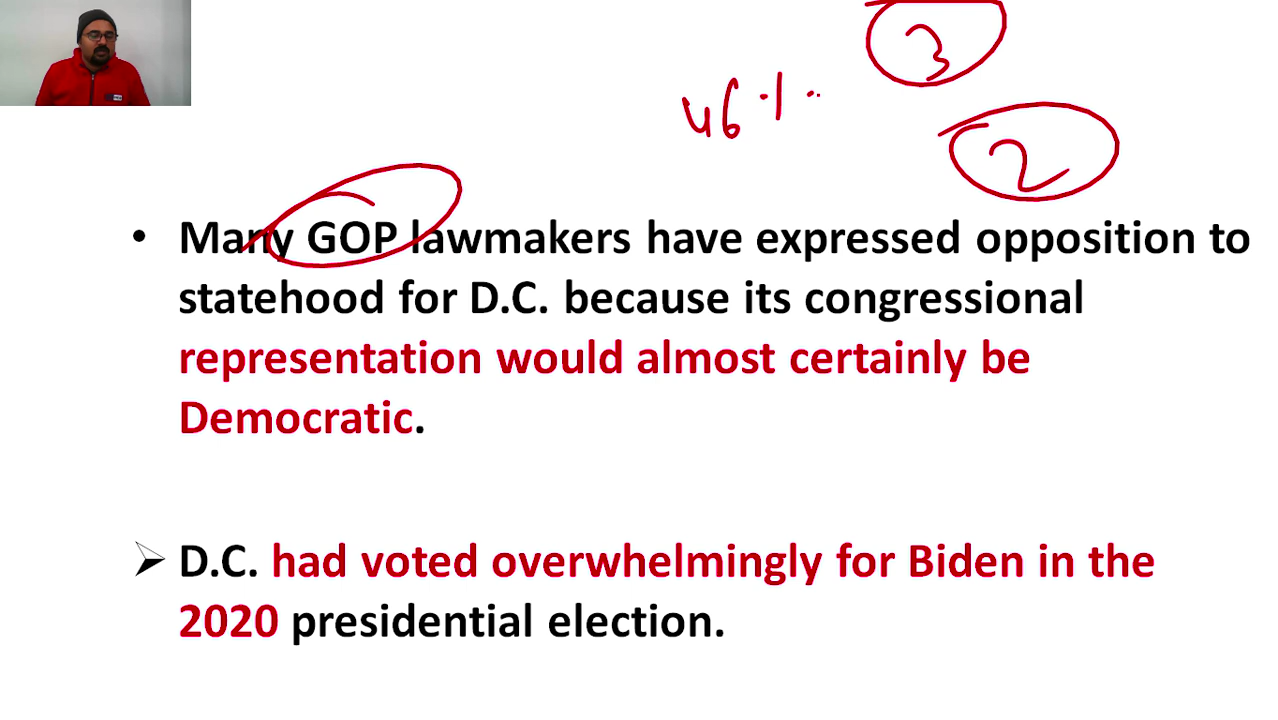 3
46 %
2
• Many GOP lawmakers have expressed opposition to
statehood for D.C. because its congressional
representation would almost certainly be
Democratic.
➢ D.C. had voted overwhelmingly for Biden in the
2020 presidential election.